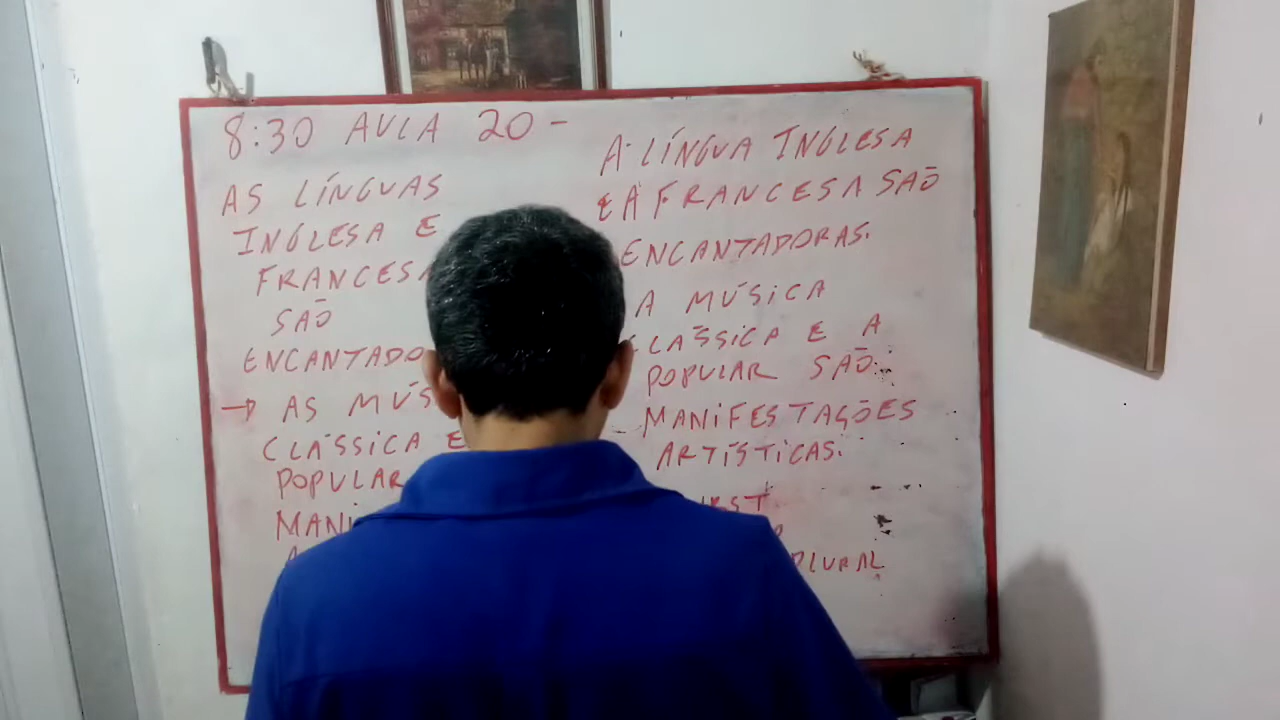 8:30 AULA 20 -
AS LÍNGUAS
INGLESA E
FRANCESA
SÃO
ENCANTADO
→ AS MÚS
CLÁSSICA E
POPULAR
MANI
A LÍNGUA INGLESA
E A FRANCESA SÃO
ENCANTADORAS.
A MÚSICA
CLÁSSICA E A
POPULAR SÃO
MANIFESTAÇÕES
ARTÍSTICAS.
PLURAL